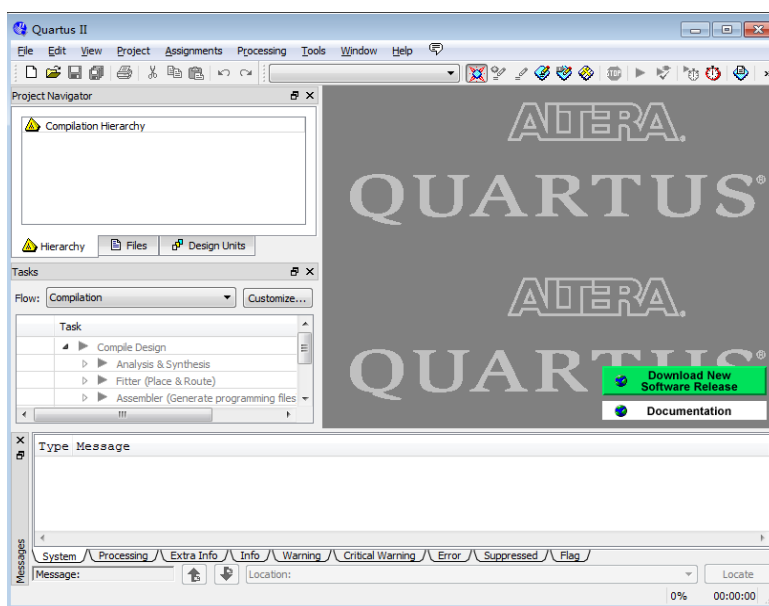 Quartus II
File Edit View Project Assignments Processing Tools Window Help
Project Navigator
Compilation Hierarchy
Hierarchy Files Design Units
Tasks
Flow: Compilation Customize...
Task
Compile Design
Analysis & Synthesis
Fitter (Place & Route)
Assembler (Generate programming files
ALTERA.
QUARTUS®
ALTERA.
QUARTUS®
Download New
Software Release
Documentation
Type Message
System Processing Extra Info Info Warning Critical Warning Error Suppressed Flag
Messages
Message: Location: Locate
0% 00:00:00